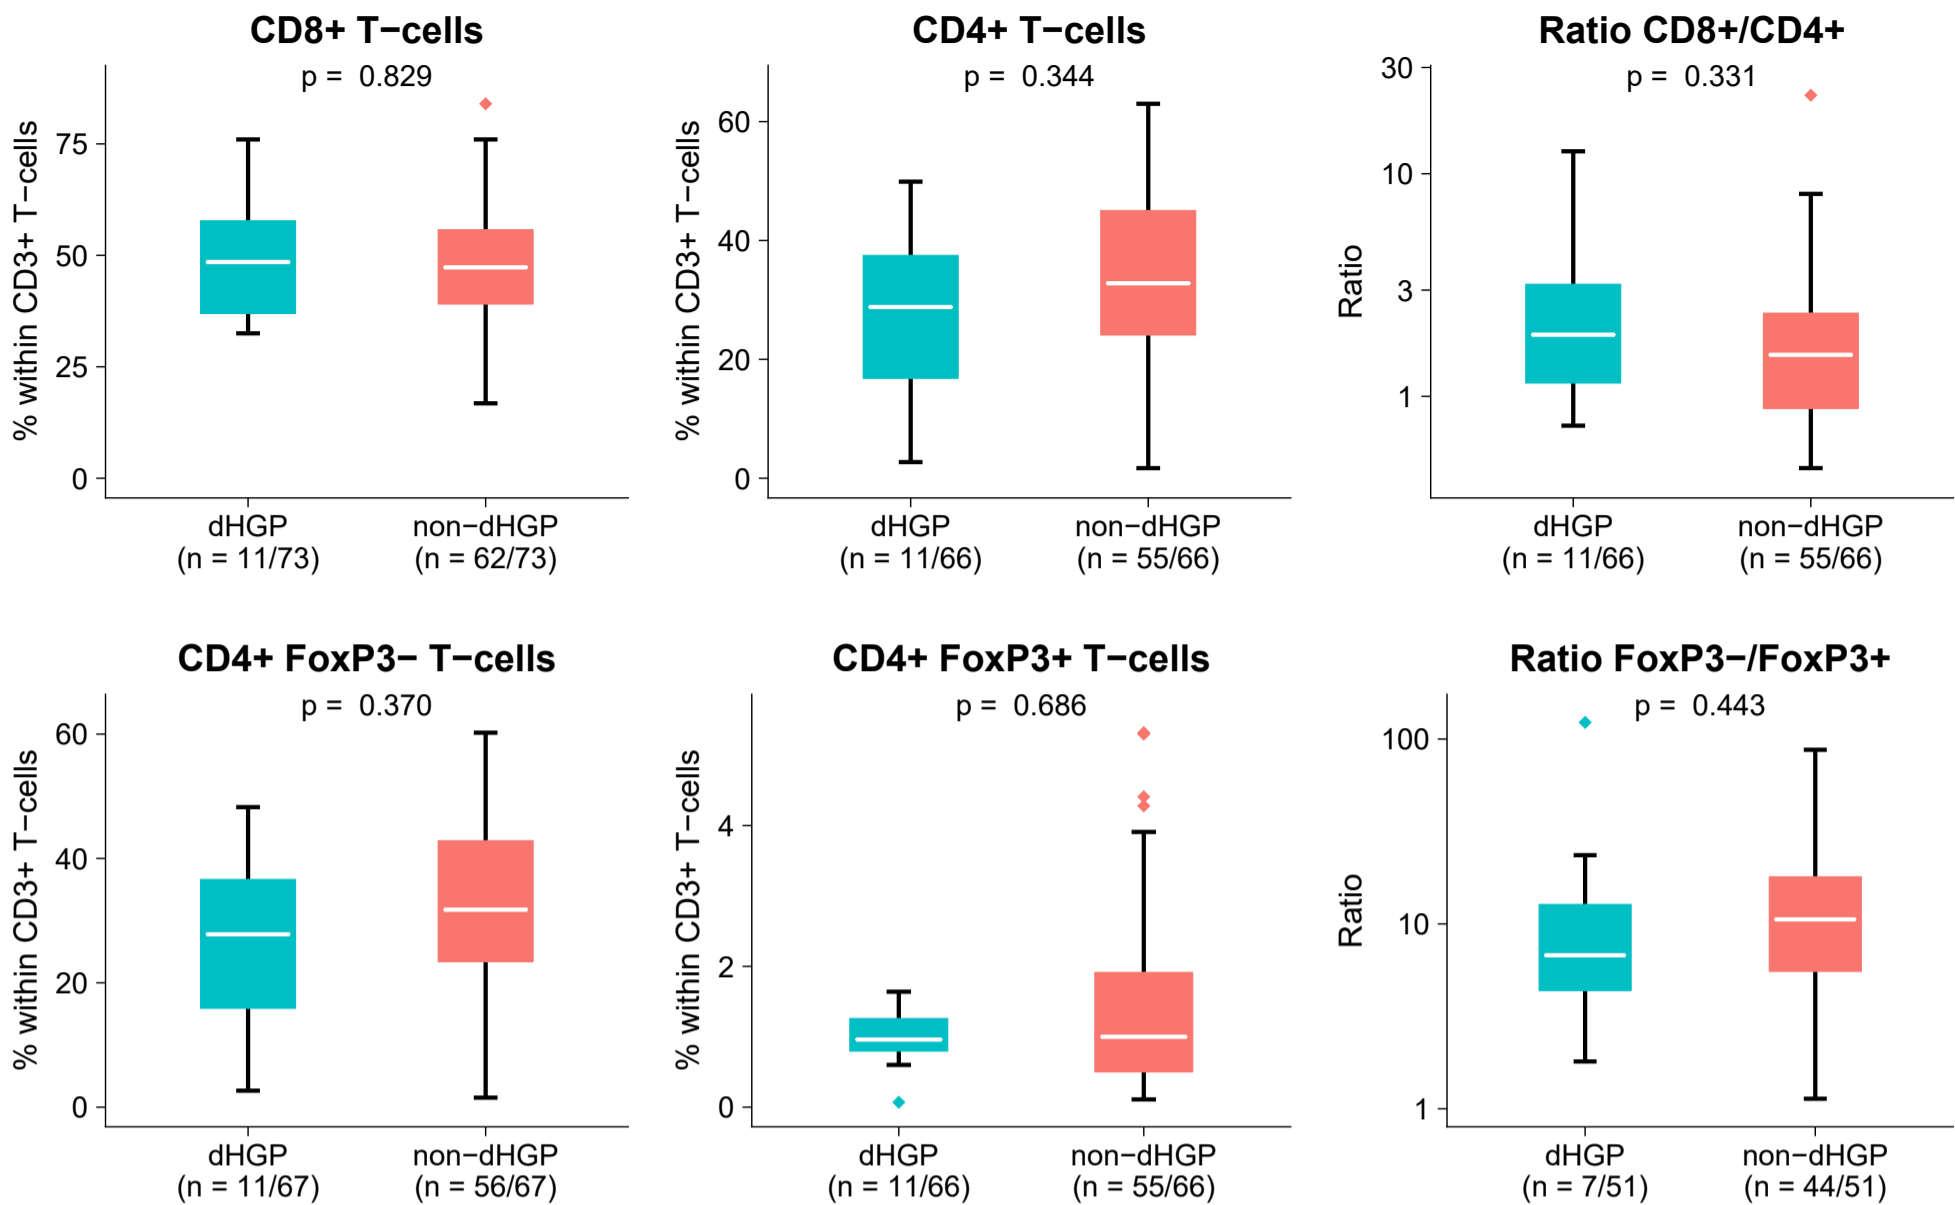 CD8+ T−cells
p = 0.829
% within CD3+ T−cells
75
50
25
0
dHGP
(n = 11/73)
non−dHGP
(n = 62/73)
CD4+ T−cells
p = 0.344
% within CD3+ T−cells
60
40
20
0
dHGP
(n = 11/66)
non−dHGP
(n = 55/66)
Ratio CD8+/CD4+
p = 0.331
Ratio
30
10
3
1
dHGP
(n = 11/66)
non−dHGP
(n = 55/66)
CD4+ FoxP3− T−cells
p = 0.370
% within CD3+ T−cells
60
40
20
0
dHGP
(n = 11/67)
non−dHGP
(n = 56/67)
CD4+ FoxP3+ T−cells
p = 0.686
% within CD3+ T−cells
4
2
0
dHGP
(n = 11/66)
non−dHGP
(n = 55/66)
Ratio FoxP3−/FoxP3+
p = 0.443
Ratio
100
10
1
dHGP
(n = 7/51)
non−dHGP
(n = 44/51)